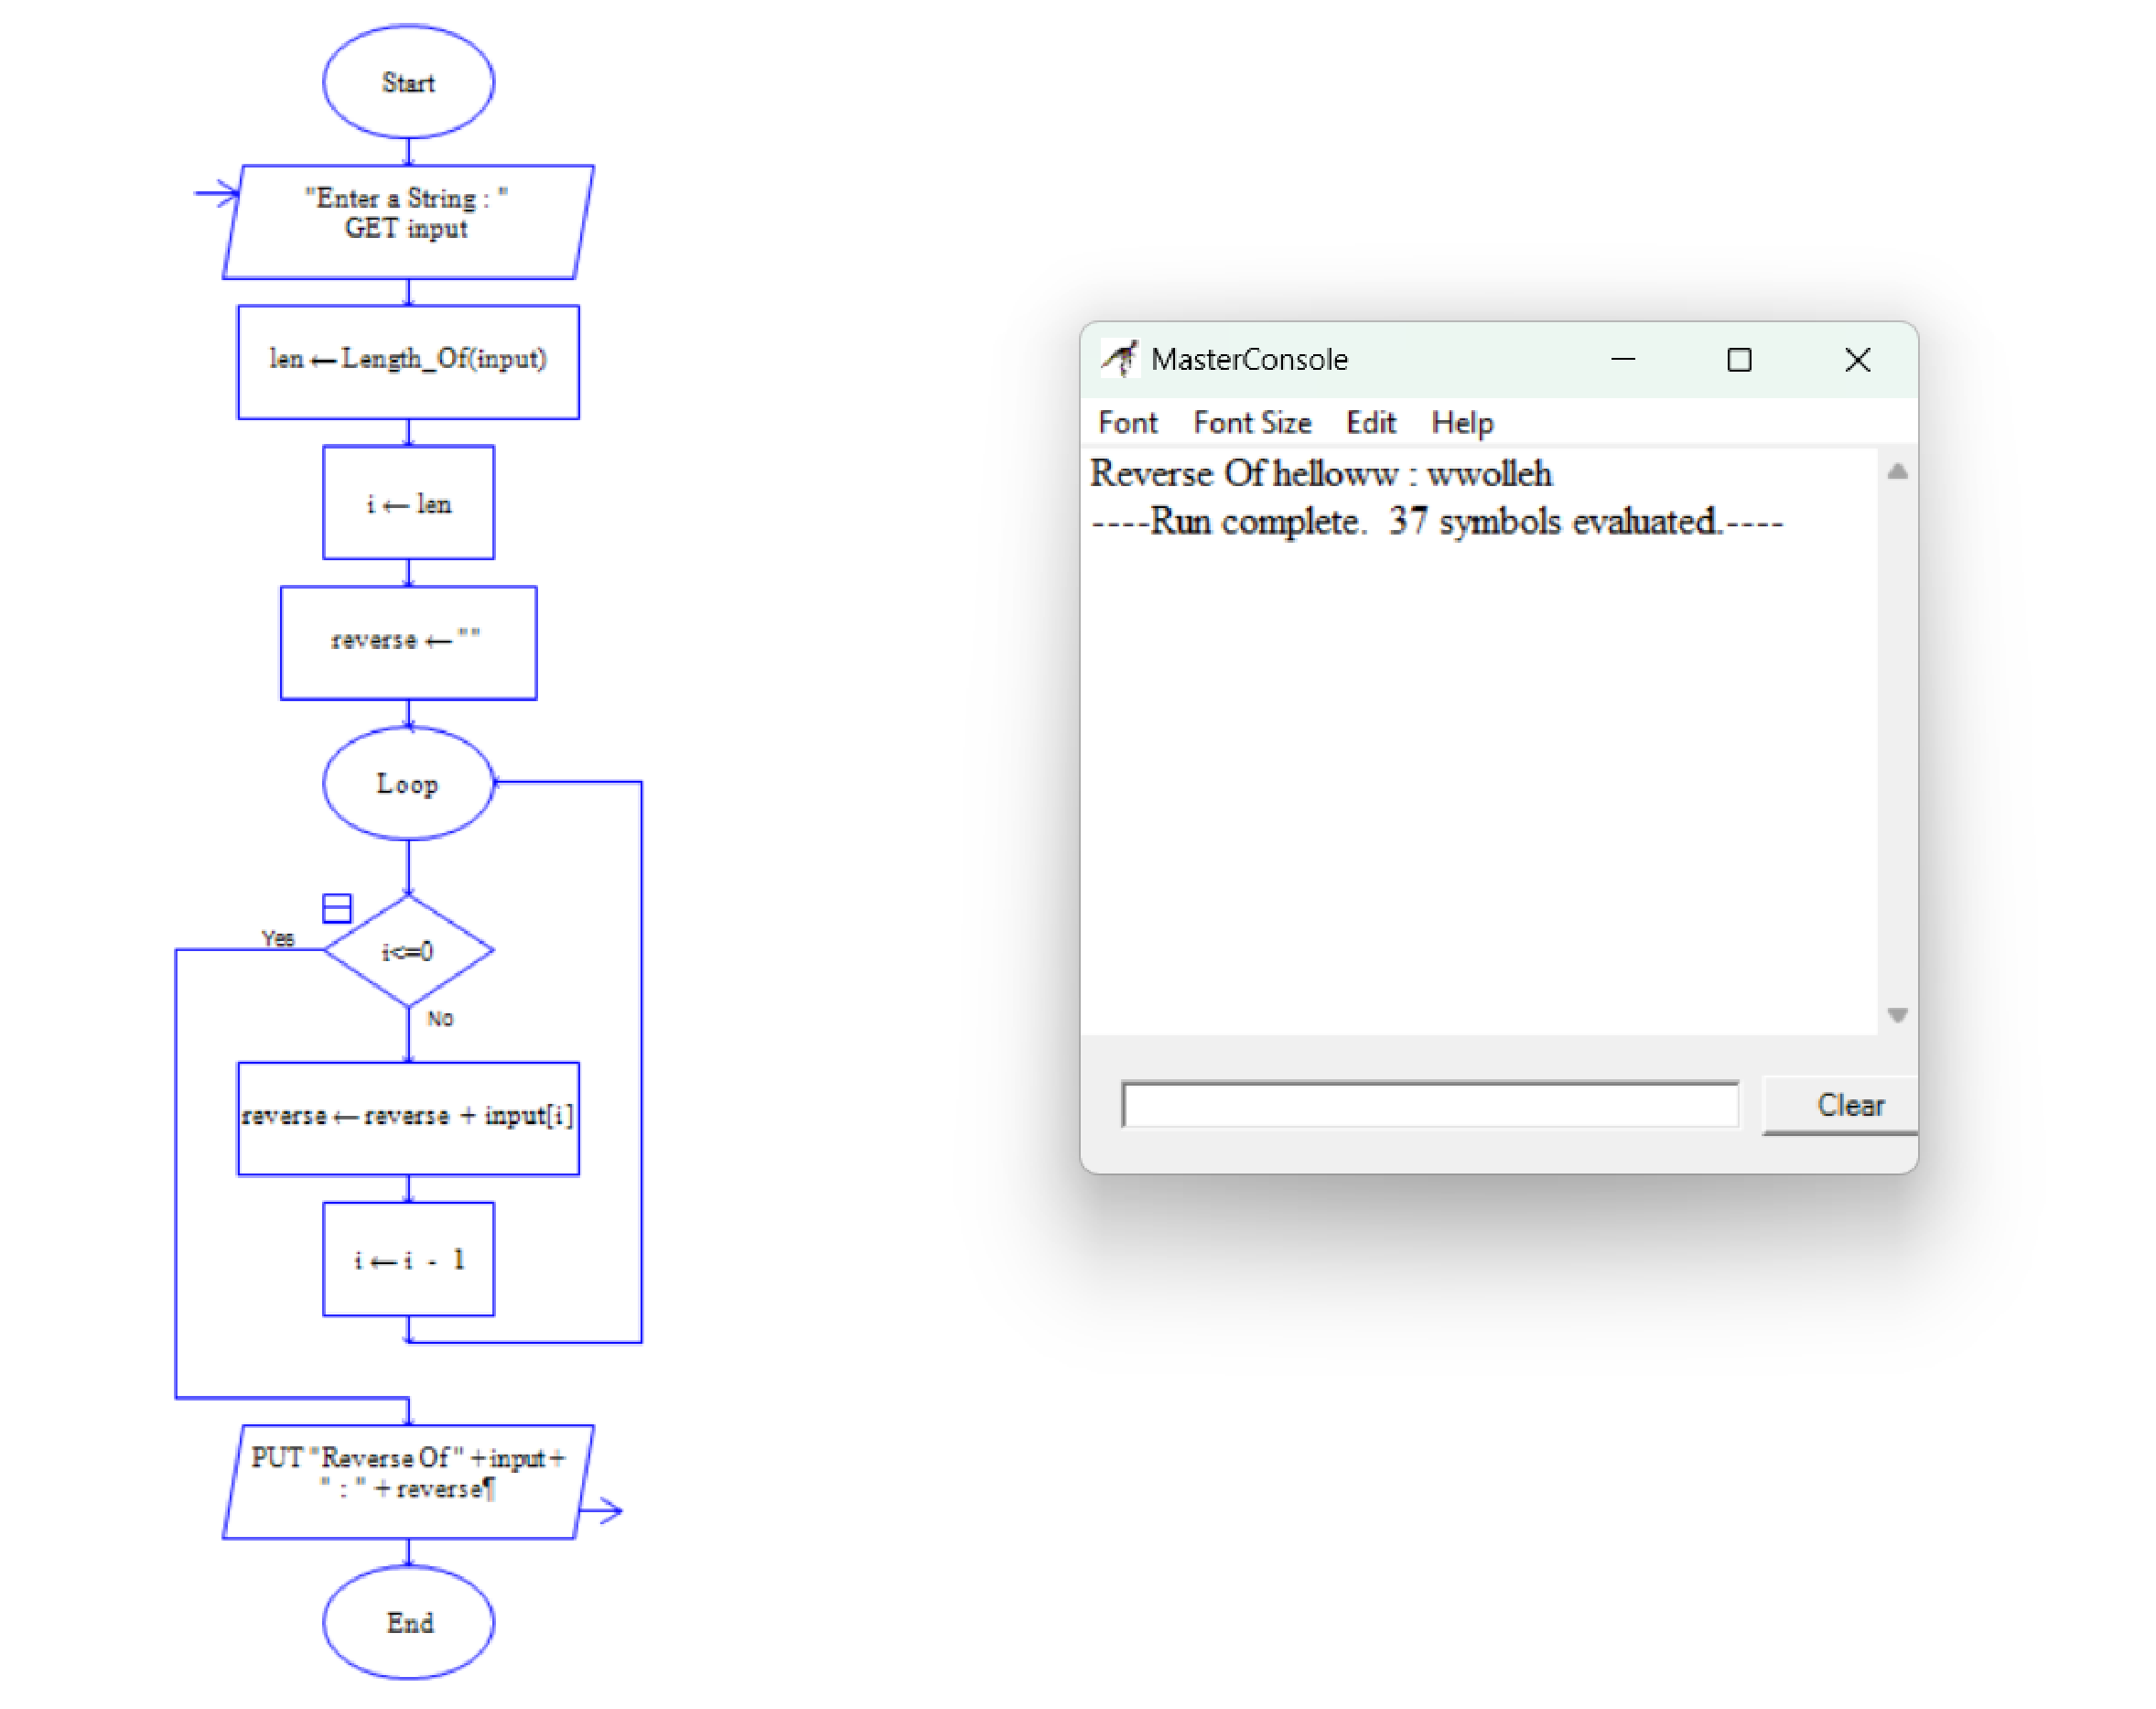 Start
"Enter a String : "
GET input
len ← Length_Of(input)
i ← len
reverse ← ""
Loop
Yes
i<=0
No
reverse ← reverse + input[i]
i ← i - 1
PUT "Reverse Of " + input +
" : " + reverse¶
End
MasterConsole
Font Font Size Edit Help
Reverse Of helloww : wwolleh
----Run complete.  37 symbols evaluated.----
Clear